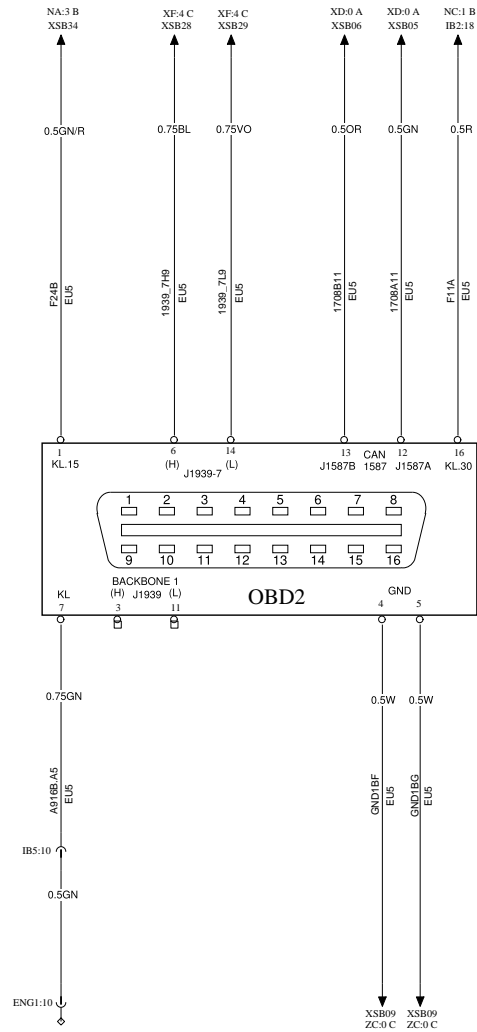 NA:3 B XF:4 C XF:4 C XD:0 A XD:0 A NC:1 B
XSB34 XSB28 XSB29 XSB06 XSB05 IB2:18
0.5GN/R 0.75BL 0.75VO 0.5OR 0.5GN 0.5R
F24B 1939_7H9 1939_7L9 1708B11 1708A11 F11A
EU5 EU5 EU5 EU5 EU5 EU5
1 6 14 13 CAN 12 16
KL.15 (H) (L) J1587B 1587 J1587A KL.30
J1939-7
1 2 3 4 5 6 7 8
9 10 11 12 13 14 15 16
BACKBONE 1
KL (H) J1939 (L) OBD2 GND
7 3 11 4 5
0.75GN 0.5W 0.5W
A916B.A5 GND1BF GND1BG
EU5 EU5 EU5
IB5:10
0.5GN
ENG1:10
XSB09 XSB09
ZC:0 C ZC:0 C